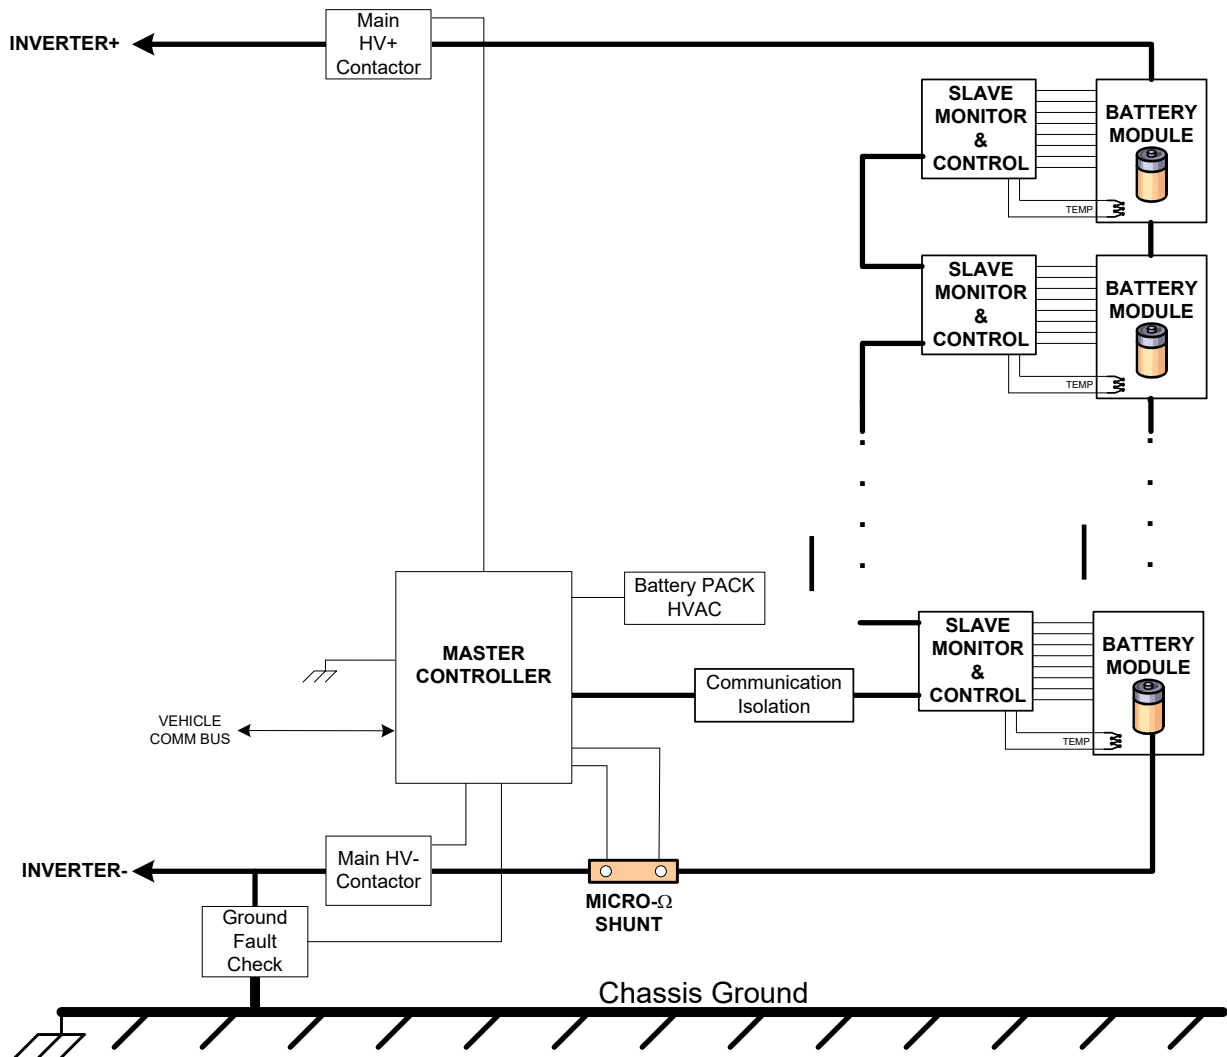 INVERTER+
Main
HV+
Contactor
SLAVE
MONITOR
&
CONTROL
BATTERY
MODULE
TEMP
SLAVE
MONITOR
&
CONTROL
BATTERY
MODULE
TEMP
Battery PACK
HVAC
MASTER
CONTROLLER
Communication
Isolation
SLAVE
MONITOR
&
CONTROL
BATTERY
MODULE
TEMP
VEHICLE
COMM BUS
INVERTER-
Main HV-
Contactor
MICRO-Ω
SHUNT
Ground
Fault
Check
Chassis Ground